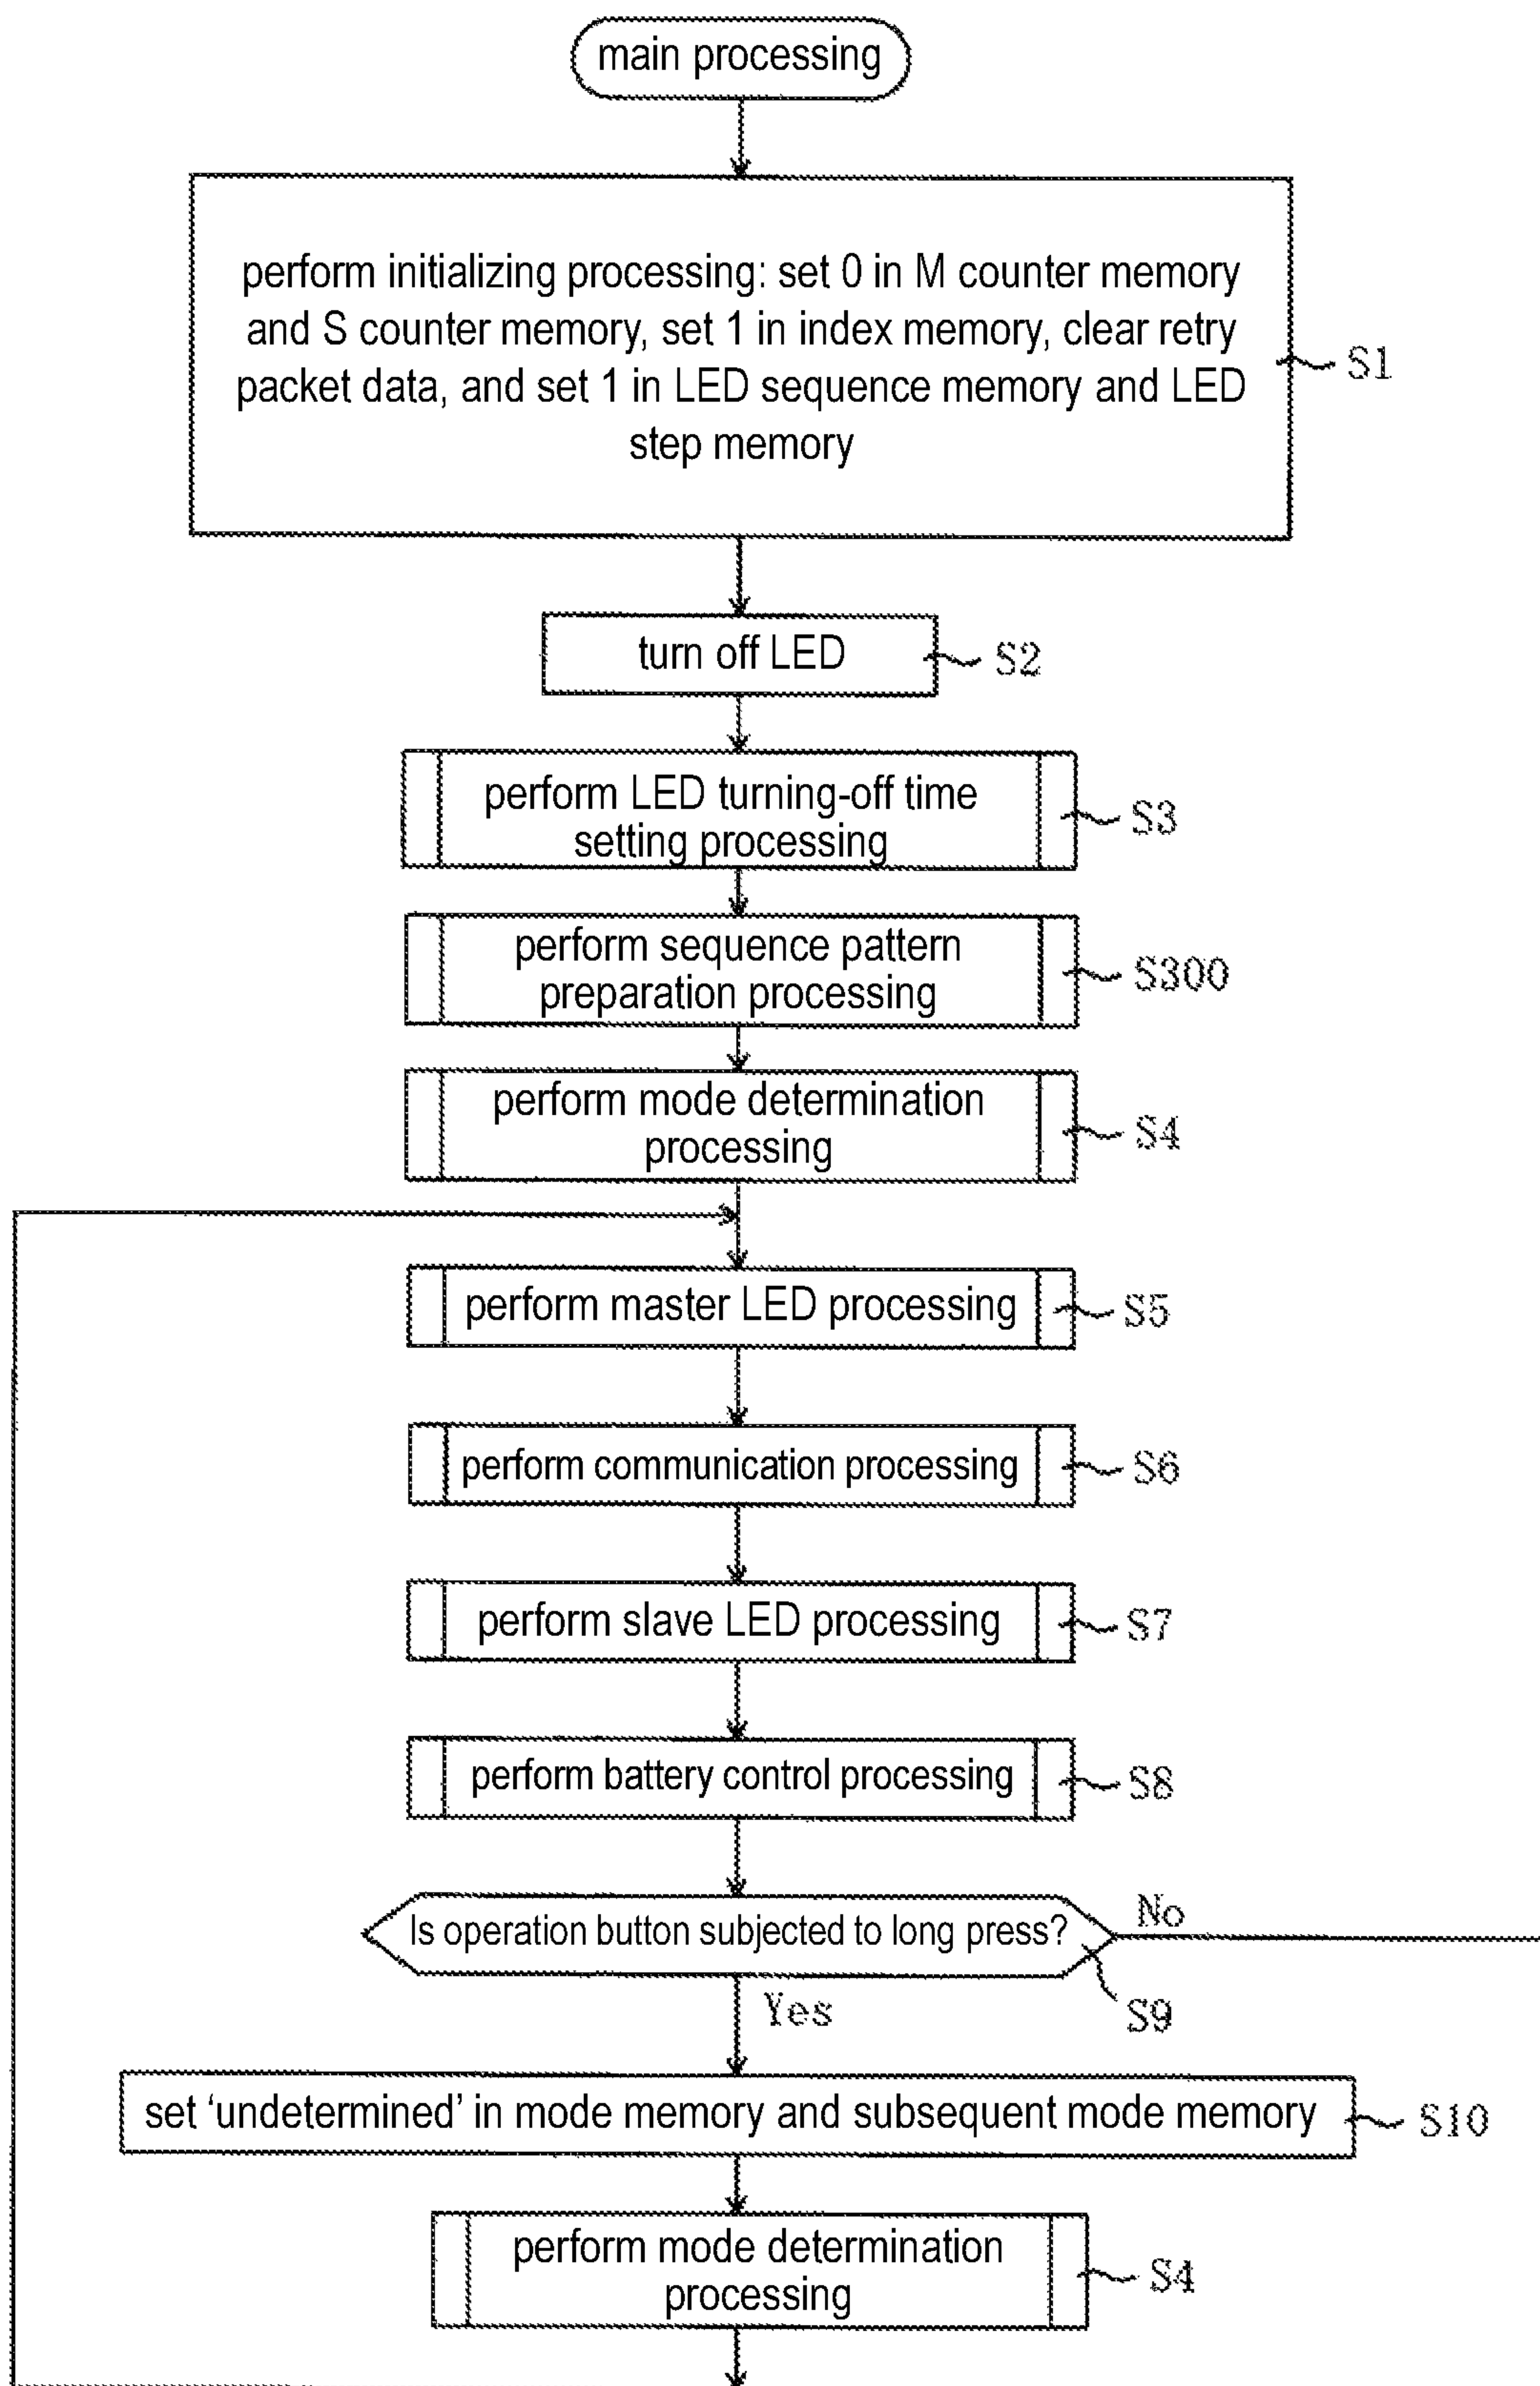 main processing
perform initializing processing: set 0 in M counter memory
and S counter memory, set 1 in index memory, clear retry
packet data, and set 1 in LED sequence memory and LED
step memory
S1
turn off LED
S2
perform LED turning-off time
setting processing
S3
perform sequence pattern
preparation processing
S300
perform mode determination
processing
S4
perform master LED processing
S5
perform communication processing
S6
perform slave LED processing
S7
perform battery control processing
S8
Is operation button subjected to long press?
No
S9
Yes
set ‘undetermined’ in mode memory and subsequent mode memory
S10
perform mode determination
processing
S4